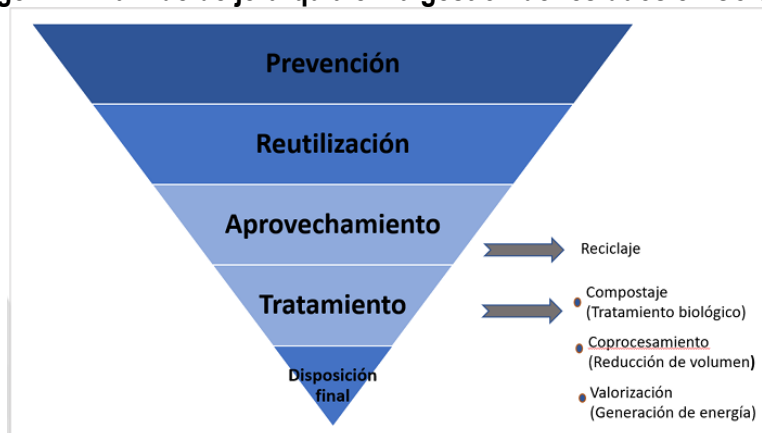 Prevención
Reutilización
Aprovechamiento
Reciclaje
Tratamiento
Compostaje
(Tratamiento biológico)
Coprocesamiento
(Reducción de volumen)
Valorización
(Generación de energía)
Disposición
final